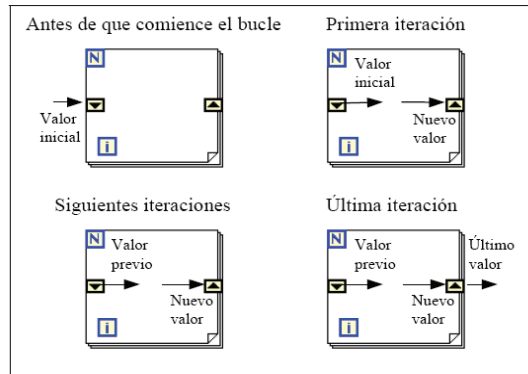 Antes de que comience el bucle
N
Valor
inicial
i
Primera iteración
N
Valor
inicial
Nuevo
valor
i
Siguientes iteraciones
N
Valor
previo
Nuevo
valor
i
Última iteración
N
Valor
previo
Nuevo
valor
i
Último
valor